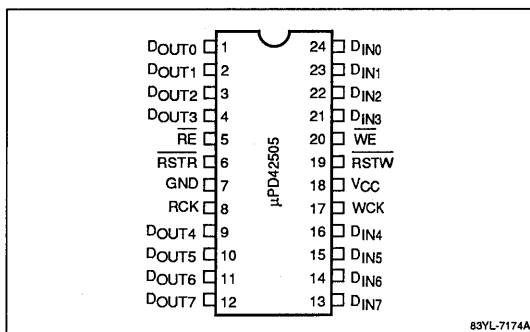 DOUT0 1 24 DIN0
DOUT1 2 23 DIN1
DOUT2 3 22 DIN2
DOUT3 4 21 DIN3
RE 5 20 WE
RSTR 6 19 RSTW
GND 7 18 VCC
RCK 8 17 WCK
DOUT4 9 16 DIN4
DOUT5 10 15 DIN5
DOUT6 11 14 DIN6
DOUT7 12 13 DIN7
µPD42505
83YL-7174A